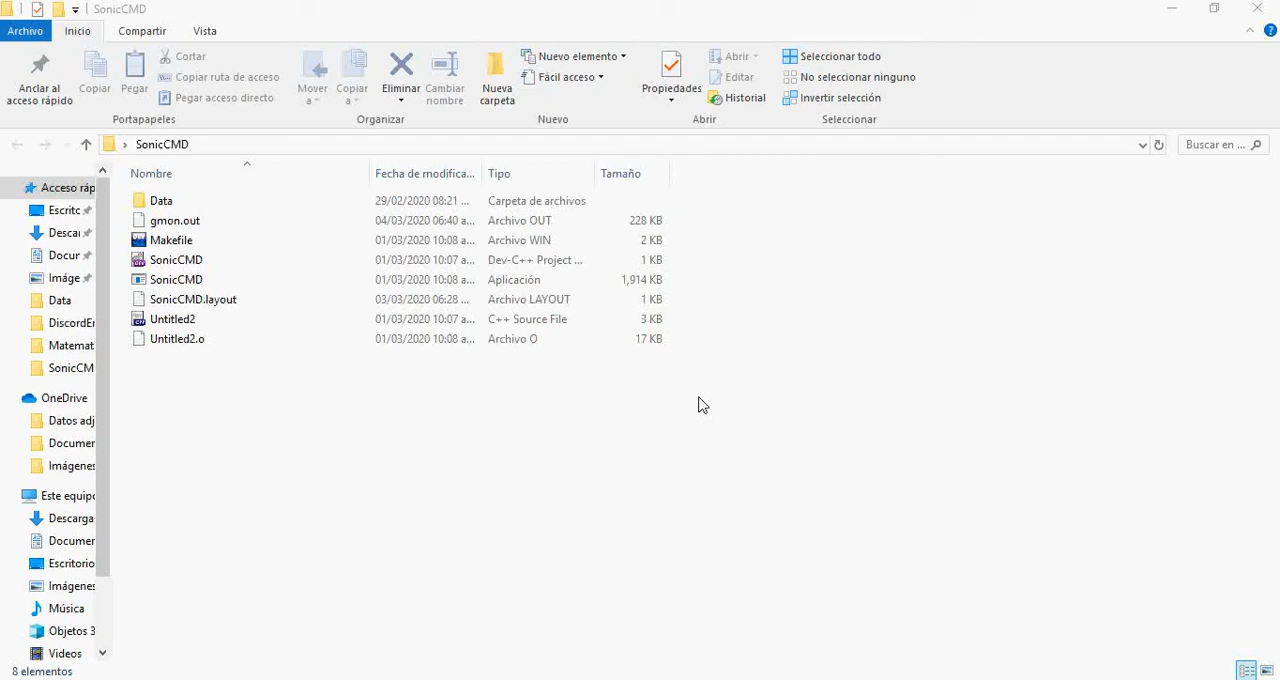 SonicCMD
Archivo Inicio Compartir Vista
Anclar al acceso rápido
Copiar
Pegar
Cortar
Copiar ruta de acceso
Pegar acceso directo
Portapapeles
Mover a
Copiar a
Eliminar
Cambiar nombre
Organizar
Nueva carpeta
Nuevo elemento
Fácil acceso
Nuevo
Propiedades
Abrir
Editar
Historial
Abrir
Seleccionar todo
No seleccionar ninguno
Invertir selección
Seleccionar
SonicCMD
Buscar en ...
Nombre Fecha de modifica... Tipo Tamaño
Data 29/02/2020 08:21 ... Carpeta de archivos
gmon.out 04/03/2020 06:40 a... Archivo OUT 228 KB
Makefile 01/03/2020 10:08 a... Archivo WIN 2 KB
SonicCMD 01/03/2020 10:07 a... Dev-C++ Project ... 1 KB
SonicCMD 01/03/2020 10:08 a... Aplicación 1,914 KB
SonicCMD.layout 03/03/2020 06:28 ... Archivo LAYOUT 1 KB
Untitled2 01/03/2020 10:07 a... C++ Source File 3 KB
Untitled2.o 01/03/2020 10:08 a... Archivo O 17 KB
Acceso ráp
Escrito
Descar
Docur
Imáge
Data
DiscordEr
Matemat
SonicCM
OneDrive
Datos adj
Documer
Imágenes
Este equipo
Descarga
Documer
Escritorio
Imágenes
Música
Objetos 3
Videos
8 elementos